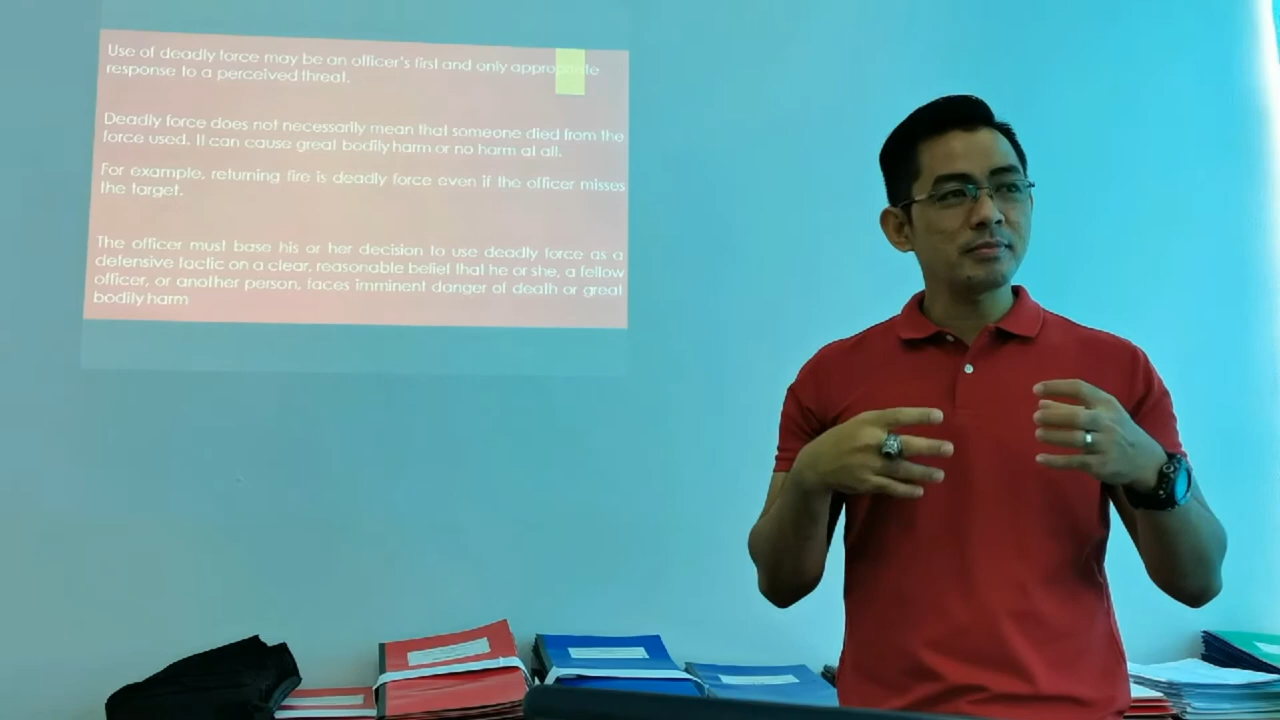 Use of deadly force may be an officer's first and only appropriate
response to a perceived threat.
Deadly force does not necessarily mean that someone died from the
force used. It can cause great bodily harm or no harm at all.
For example, returning fire is deadly force even if the officer misses
the target.
The officer must base his or her decision to use deadly force as a
defensive tactic on a clear, reasonable belief that he or she, a fellow
officer, or another person, faces imminent danger of death or great
bodily harm